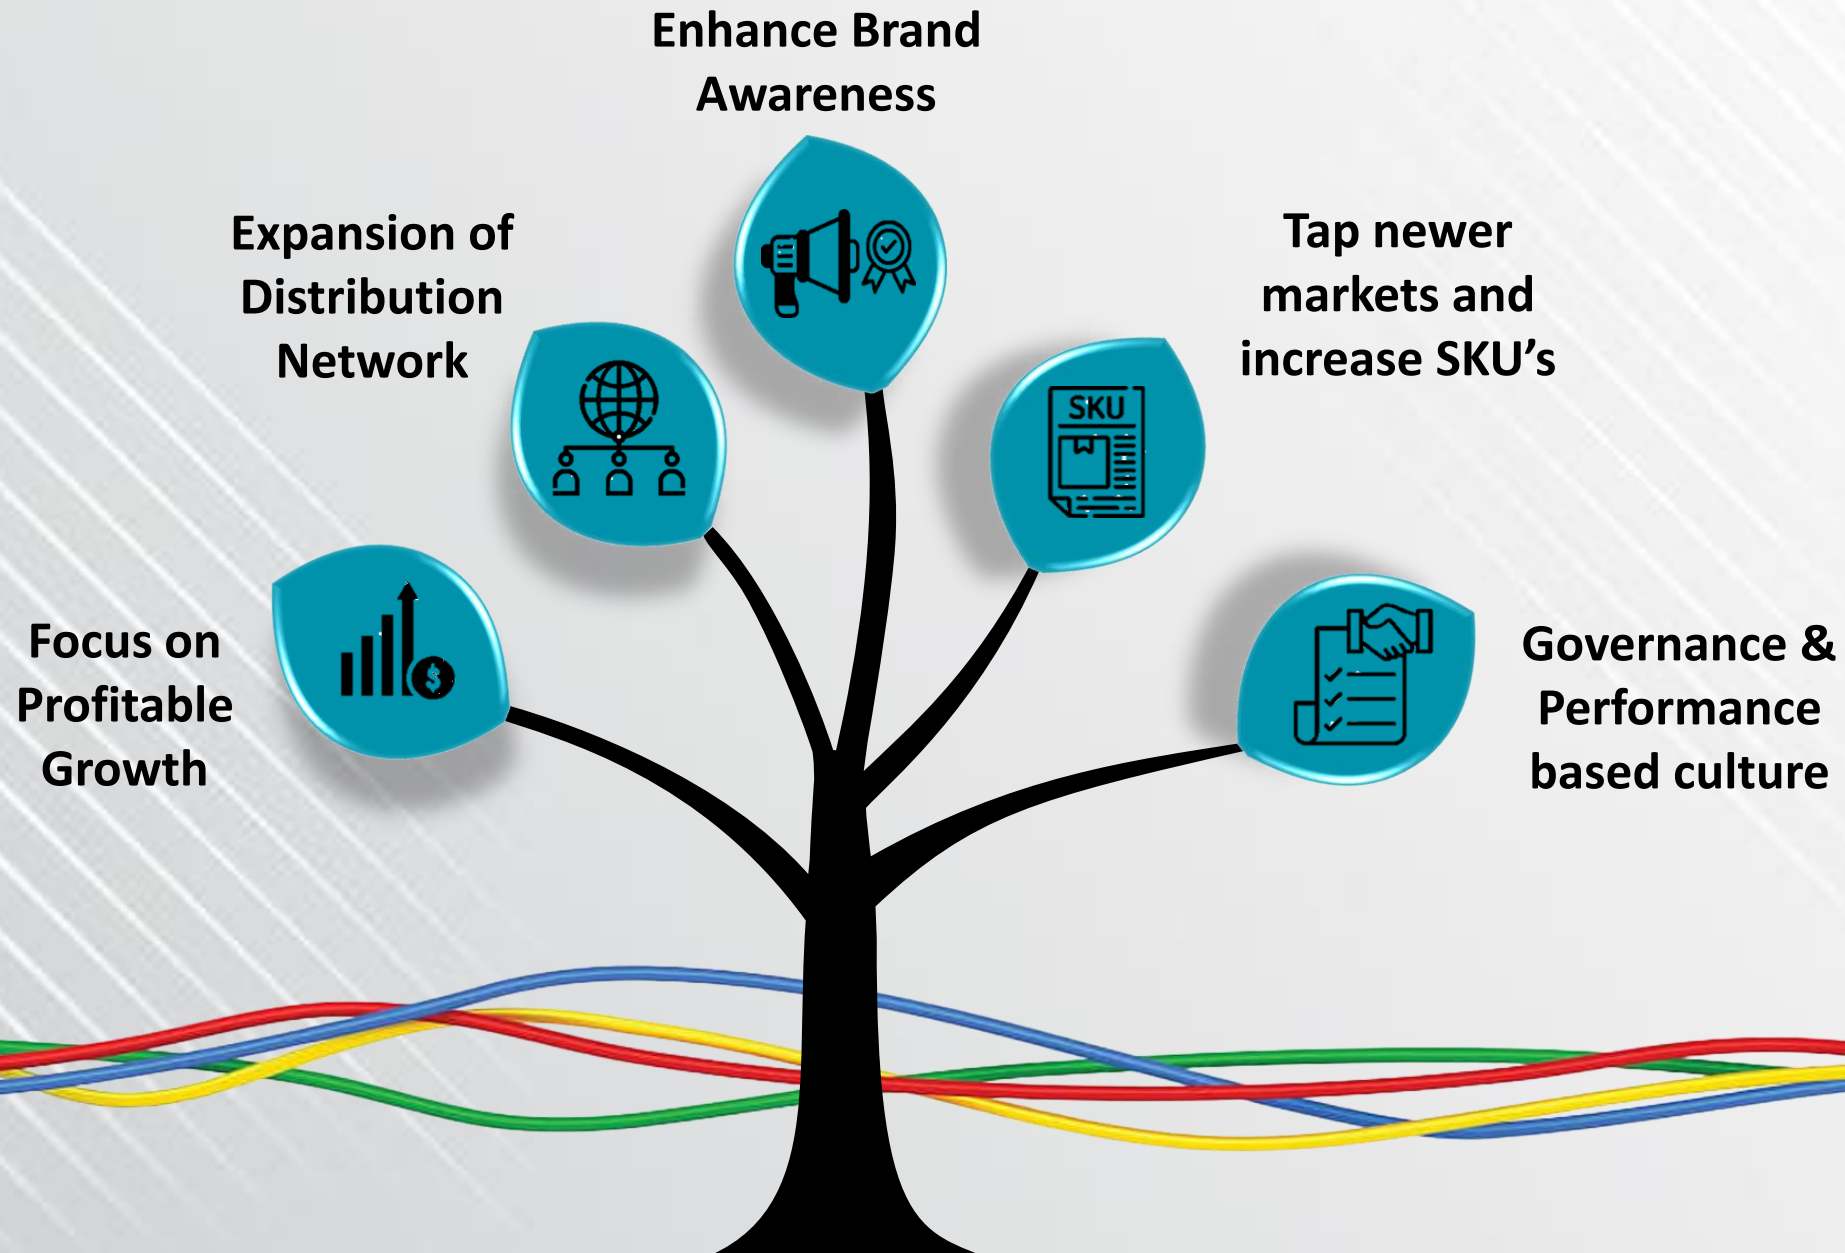 Enhance Brand
Awareness
Expansion of
Distribution
Network
Tap newer
markets and
increase SKU’s
SKU
$
Focus on
Profitable
Growth
Governance &
Performance
based culture